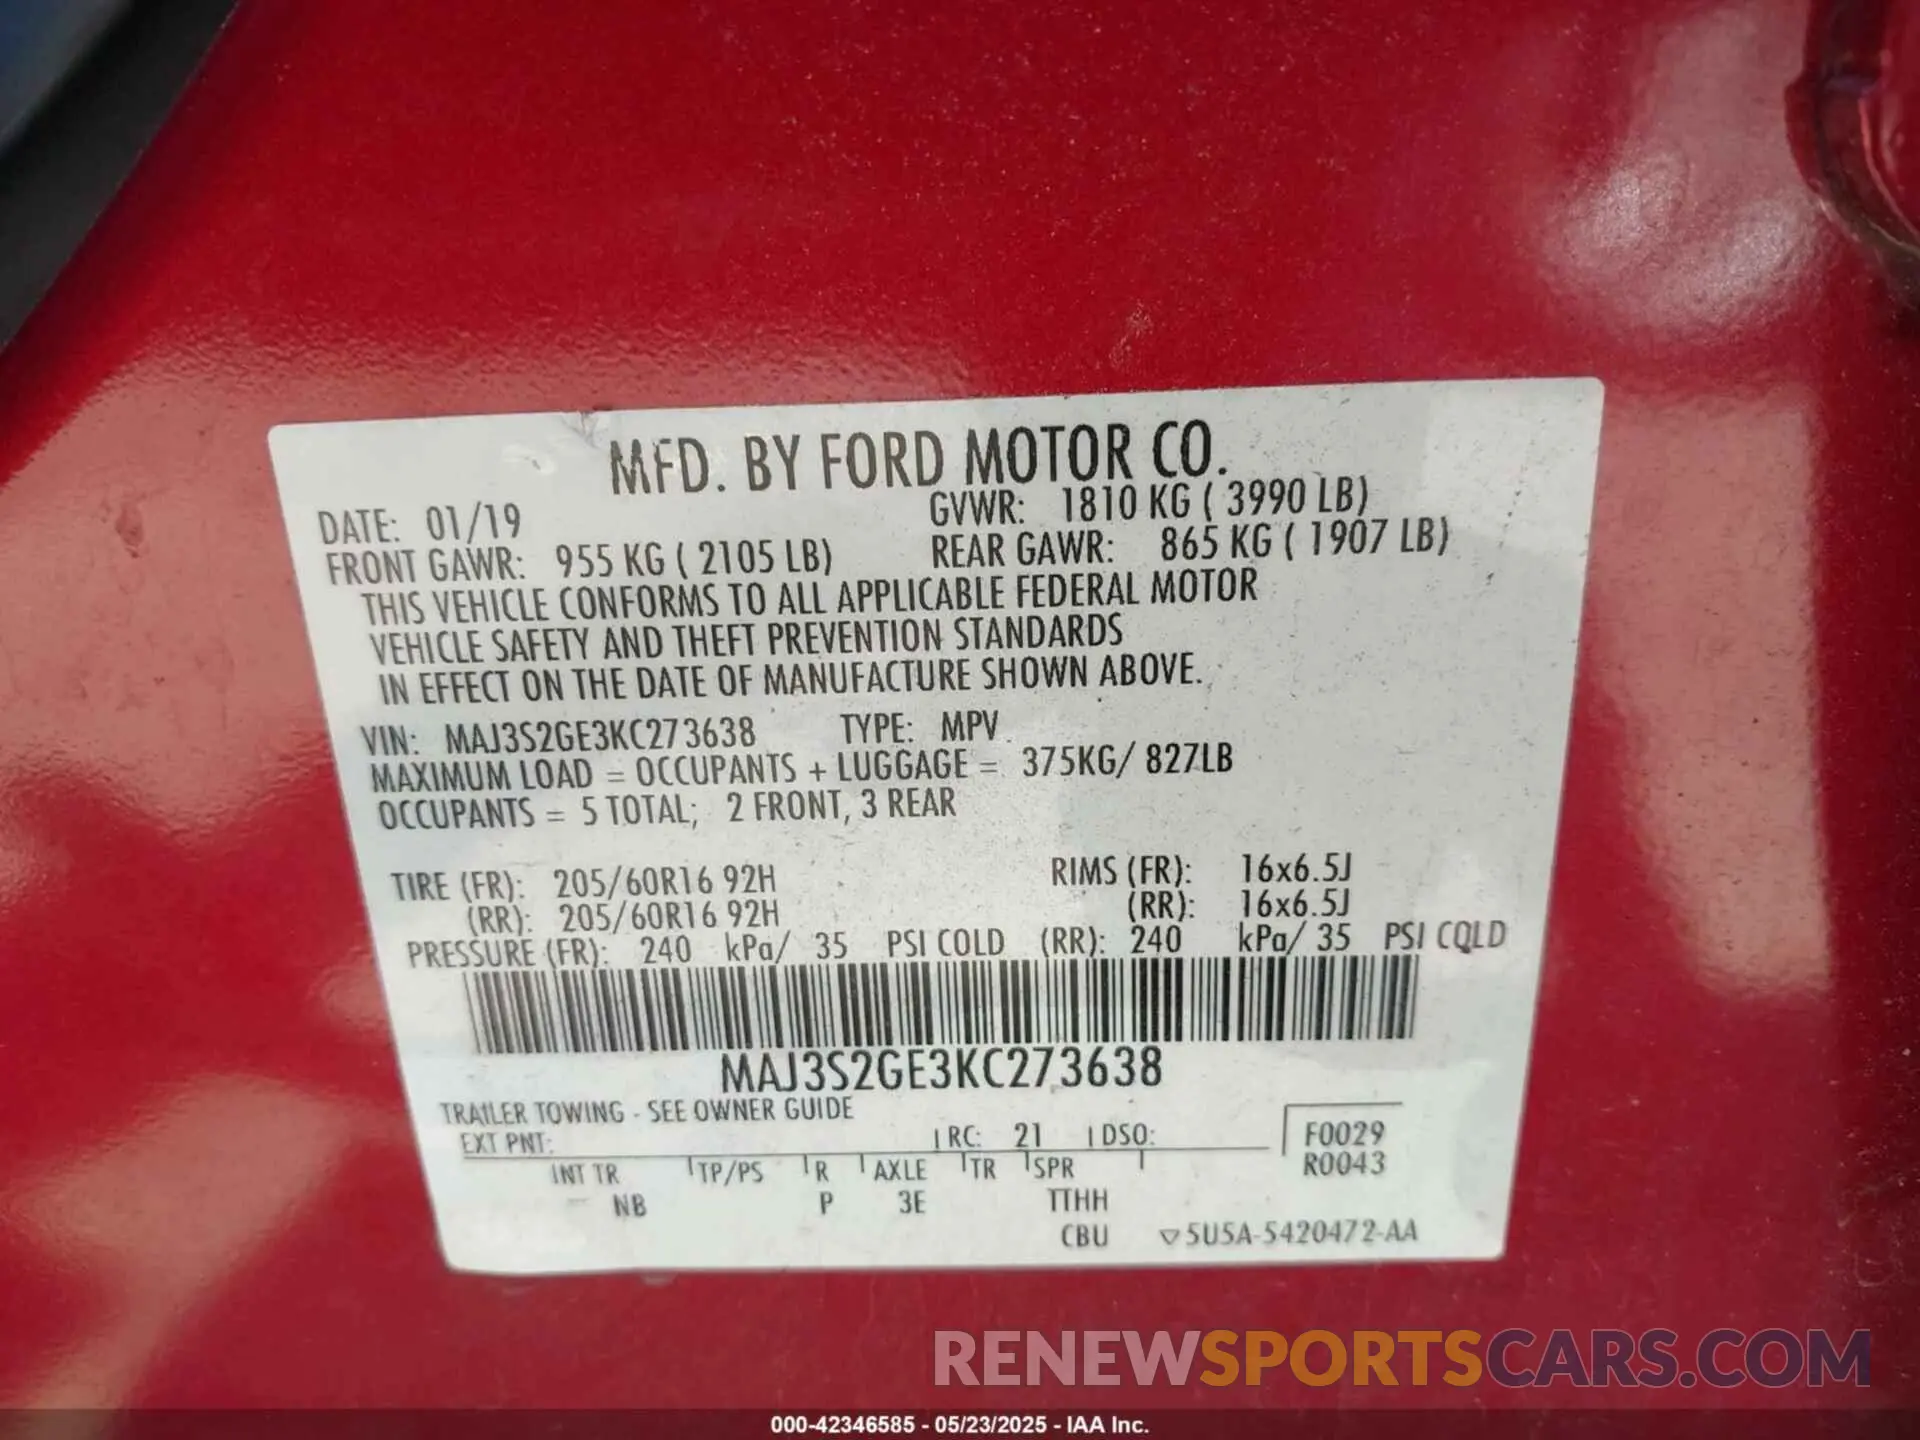 MFD. BY FORD MOTOR CO.
DATE: 01/19 GVWR: 1810 KG ( 3990 LB)
FRONT GAWR: 955 KG ( 2105 LB) REAR GAWR: 865 KG ( 1907 LB)
THIS VEHICLE CONFORMS TO ALL APPLICABLE FEDERAL MOTOR
VEHICLE SAFETY AND THEFT PREVENTION STANDARDS
IN EFFECT ON THE DATE OF MANUFACTURE SHOWN ABOVE.
VIN: MAJ3S2GE3KC273638 TYPE: MPV
MAXIMUM LOAD = OCCUPANTS + LUGGAGE = 375KG/ 827LB
OCCUPANTS = 5 TOTAL; 2 FRONT, 3 REAR
TIRE (FR): 205/60R16 92H RIMS (FR): 16x6.5J
(RR): 205/60R16 92H (RR): 16x6.5J
PRESSURE (FR): 240 kPa/ 35 PSI COLD (RR): 240 kPa/ 35 PSI COLD
MAJ3S2GE3KC273638
TRAILER TOWING - SEE OWNER GUIDE
EXT PNT: RC: 21 DSO: F0029
R0043
INT TR TP/PS R AXLE TR SPR
NB P 3E TTHH
CBU ▽5U5A-5420472-AA
RENEWSPORTSCARS.COM
000-42346585 - 05/23/2025 - IAA Inc.